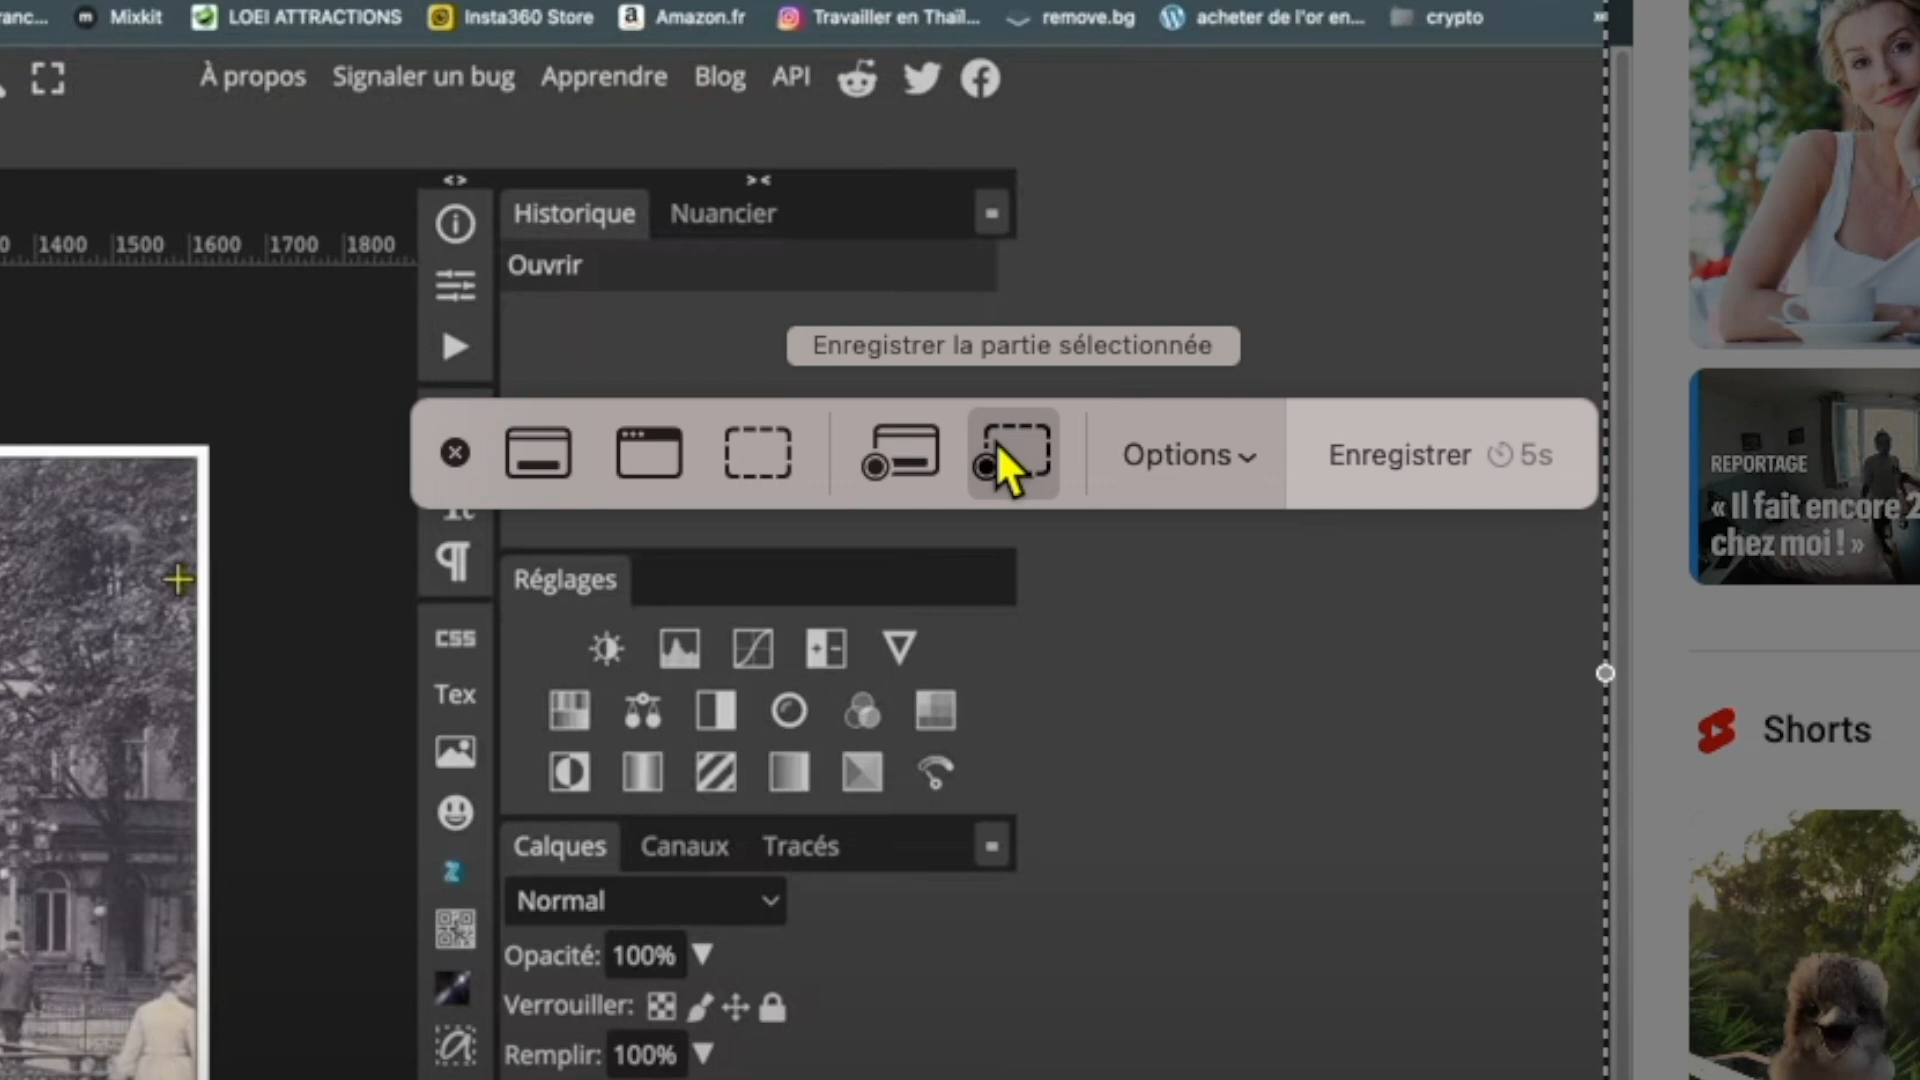 ranc... Mixkit LOEI ATTRACTIONS Insta360 Store Amazon.fr Travailler en Thaïl... remove.bg acheter de l'or en... crypto
À propos Signaler un bug Apprendre Blog API
Historique Nuancier
1400 1500 1600 1700 1800
Ouvrir
Enregistrer la partie sélectionnée
Options Enregistrer 5s
REPORTAGE
« Il fait encore 2
chez moi ! »
Réglages
CSS
Tex
Shorts
Calques Canaux Tracés
Normal
Opacité: 100%
Verrouiller:
Remplir: 100%